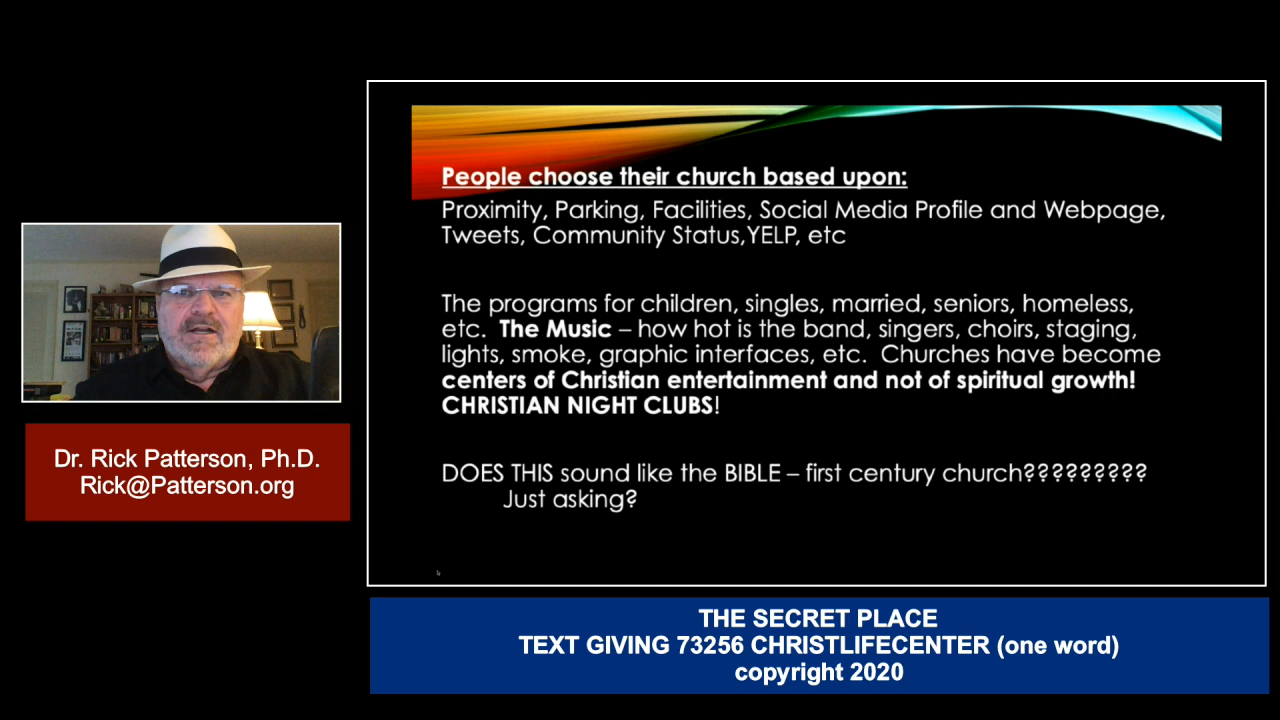 People choose their church based upon:
Proximity, Parking, Facilities, Social Media Profile and Webpage,
Tweets, Community Status,YELP, etc
The programs for children, singles, married, seniors, homeless,
etc.  The Music – how hot is the band, singers, choirs, staging,
lights, smoke, graphic interfaces, etc.  Churches have become
centers of Christian entertainment and not of spiritual growth!
CHRISTIAN NIGHT CLUBS!
DOES THIS sound like the BIBLE – first century church?????????
Just asking?
Dr. Rick Patterson, Ph.D.
Rick@Patterson.org
THE SECRET PLACE
TEXT GIVING 73256 CHRISTLIFECENTER (one word)
copyright 2020